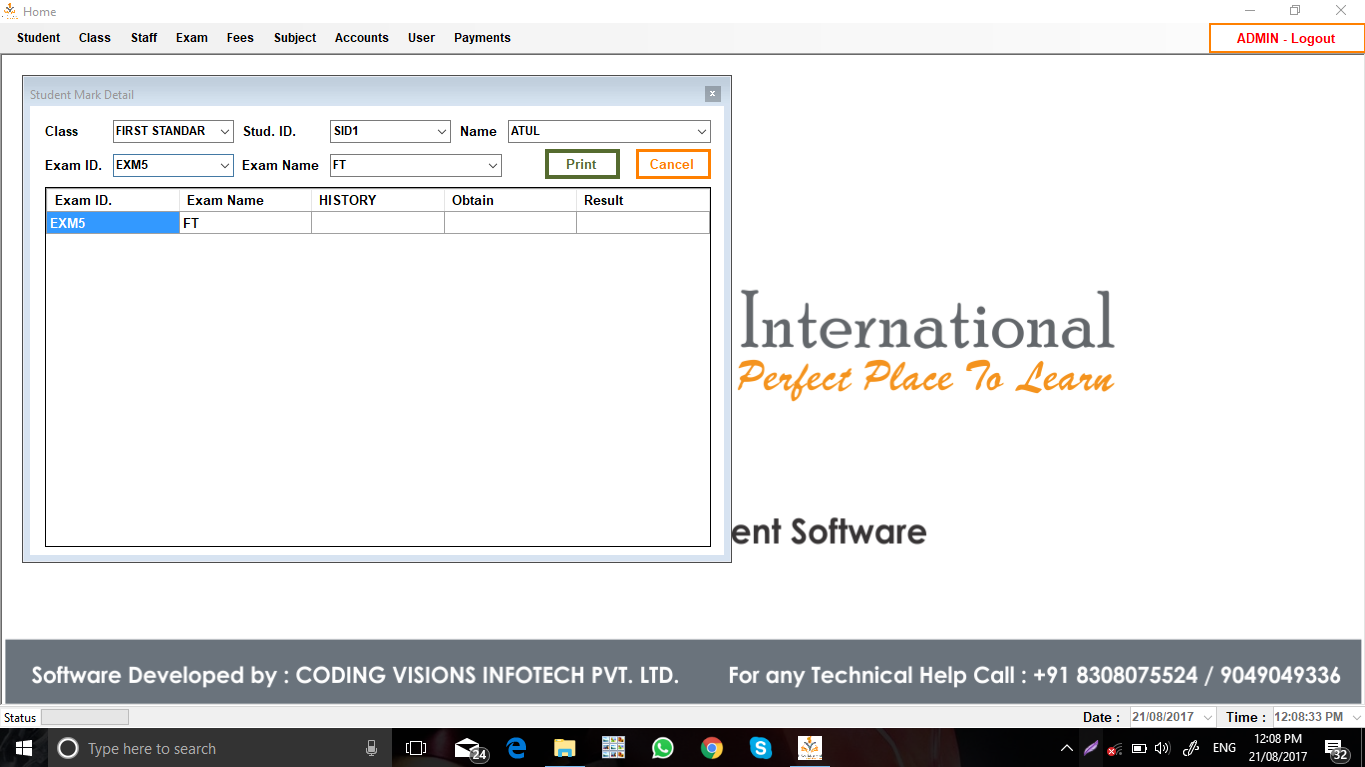 Home
Student Class Staff Exam Fees Subject Accounts User Payments ADMIN - Logout
Student Mark Detail
Class FIRST STANDAR Stud. ID. SID1 Name ATUL
Exam ID. EXM5 Exam Name FT Print Cancel
Exam ID. Exam Name HISTORY Obtain Result
EXM5 FT
International
Perfect Place To Learn
ent Software
Software Developed by : CODING VISIONS INFOTECH PVT. LTD. For any Technical Help Call : +91 8308075524 / 9049049336
Status Date : 21/08/2017 Time : 12:08:33 PM
Type here to search 24 ENG 12:08 PM
21/08/2017 32